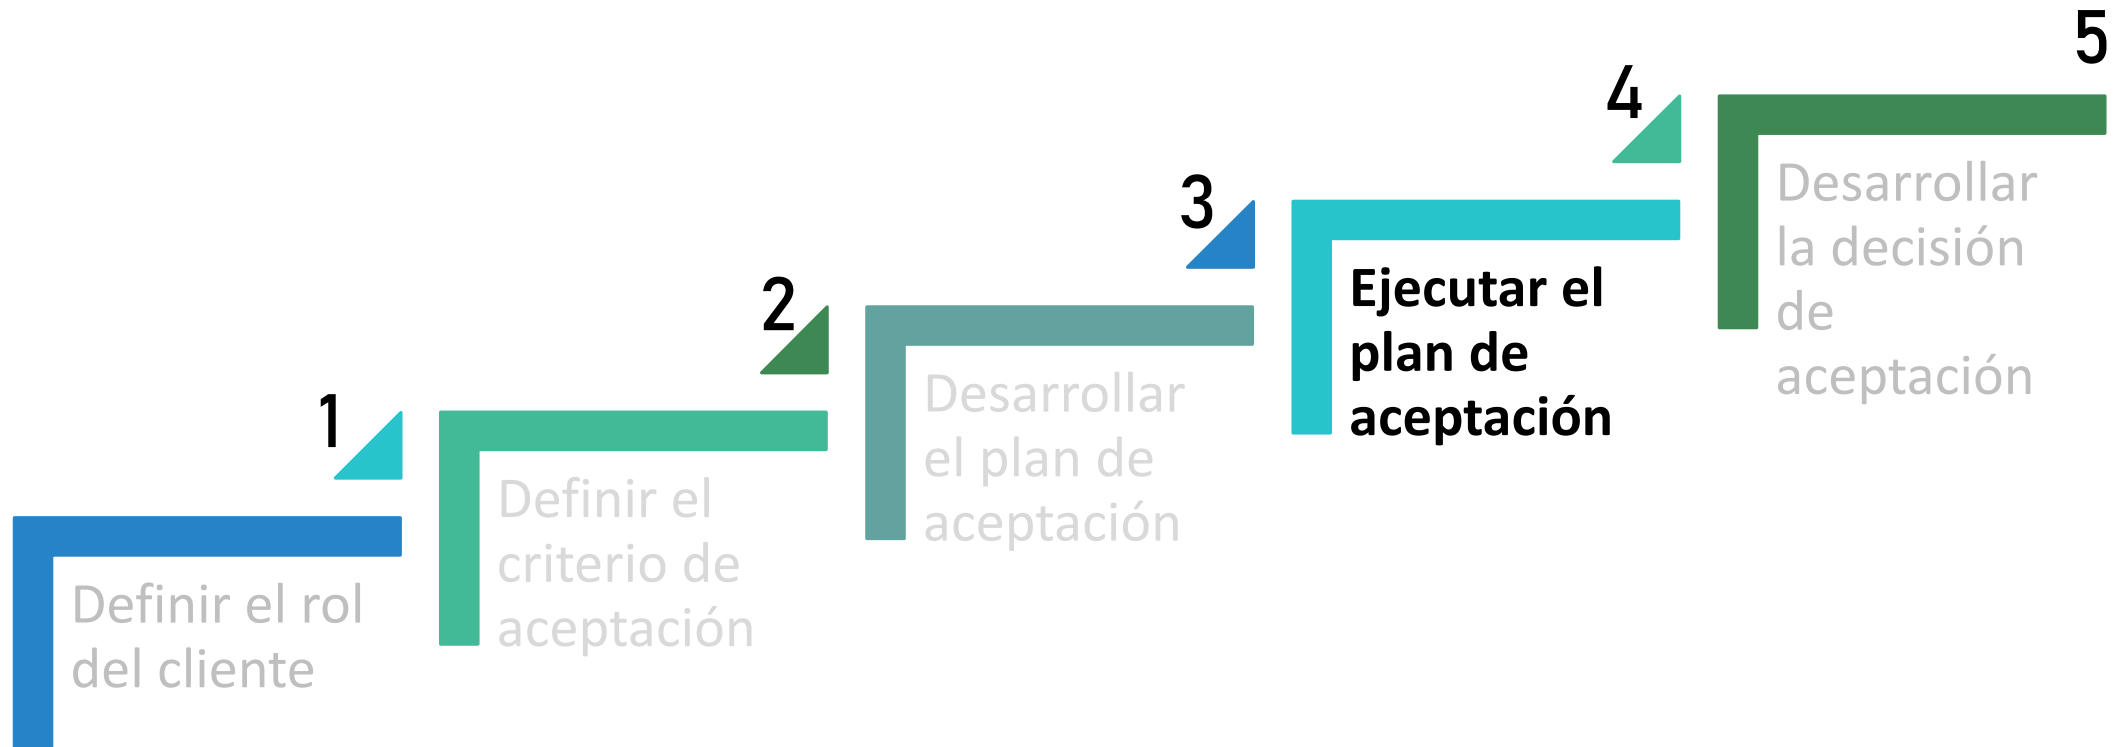 1
Definir el rol
del cliente
2
Definir el
criterio de
aceptación
3
Desarrollar
el plan de
aceptación
4
Ejecutar el
plan de
aceptación
5
Desarrollar
la decisión
de
aceptación